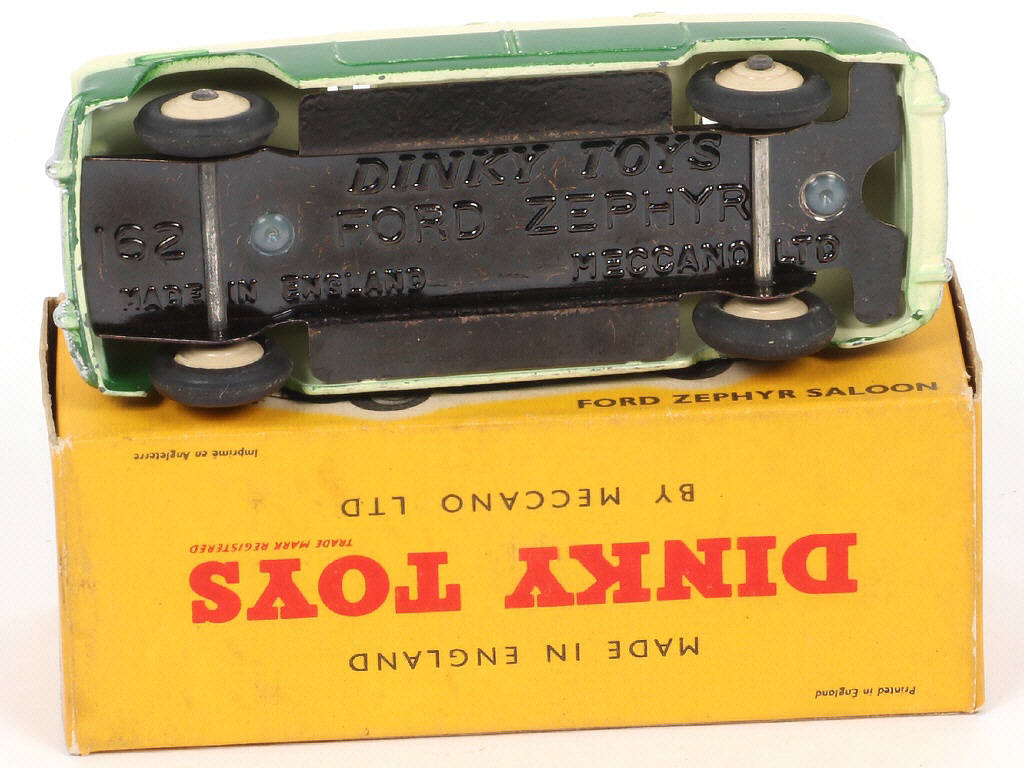 DINKY TOYS
FORD ZEPHYR
162
MECCANO LTD
MADE IN ENGLAND
FORD ZEPHYR SALOON
Imprimé en Angleterre
BY MECCANO LTD
TRADE MARK REGISTERED
DINKY TOYS
MADE IN ENGLAND
Printed in England